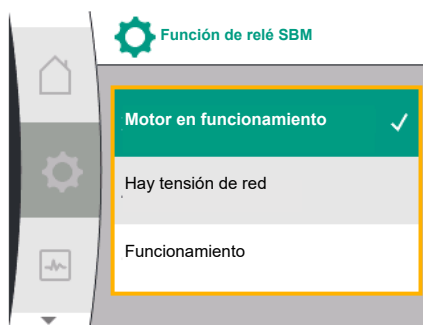 Función de relé SBM
Motor en funcionamiento
Hay tensión de red
Funcionamiento